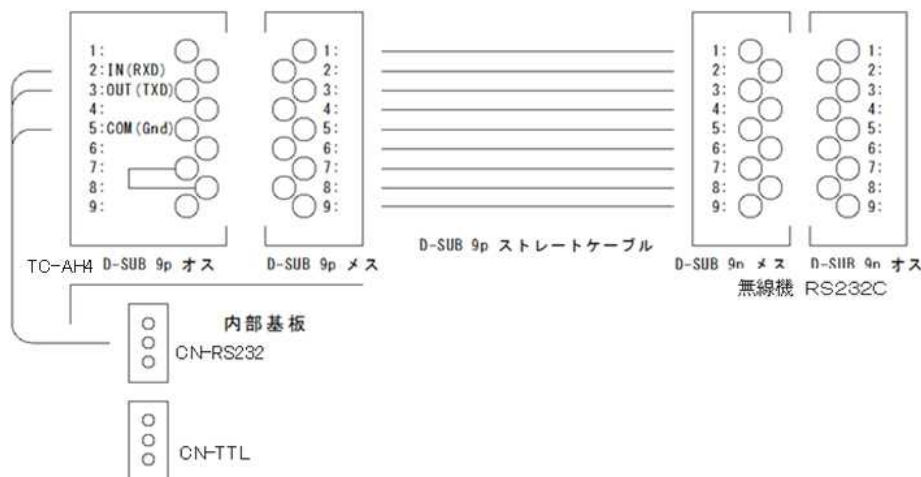 1:
2:IN(RXD)
3:OUT(TXD)
4:
5:COM(Gnd)
6:
7:
8:
9:
1:
2:
3:
4:
5:
6:
7:
8:
9:
1:
2:
3:
4:
5:
6:
7:
8:
9:
1:
2:
3:
4:
5:
6:
7:
8:
9:
TC-AH4 D-SUB 9p オス
D-SUB 9p メス
D-SUB 9p ストレートケーブル
D-SUB 9p メス
D-SUB 9p オス
無線機 RS232C
内部基板
CN-RS232
CN-TTL